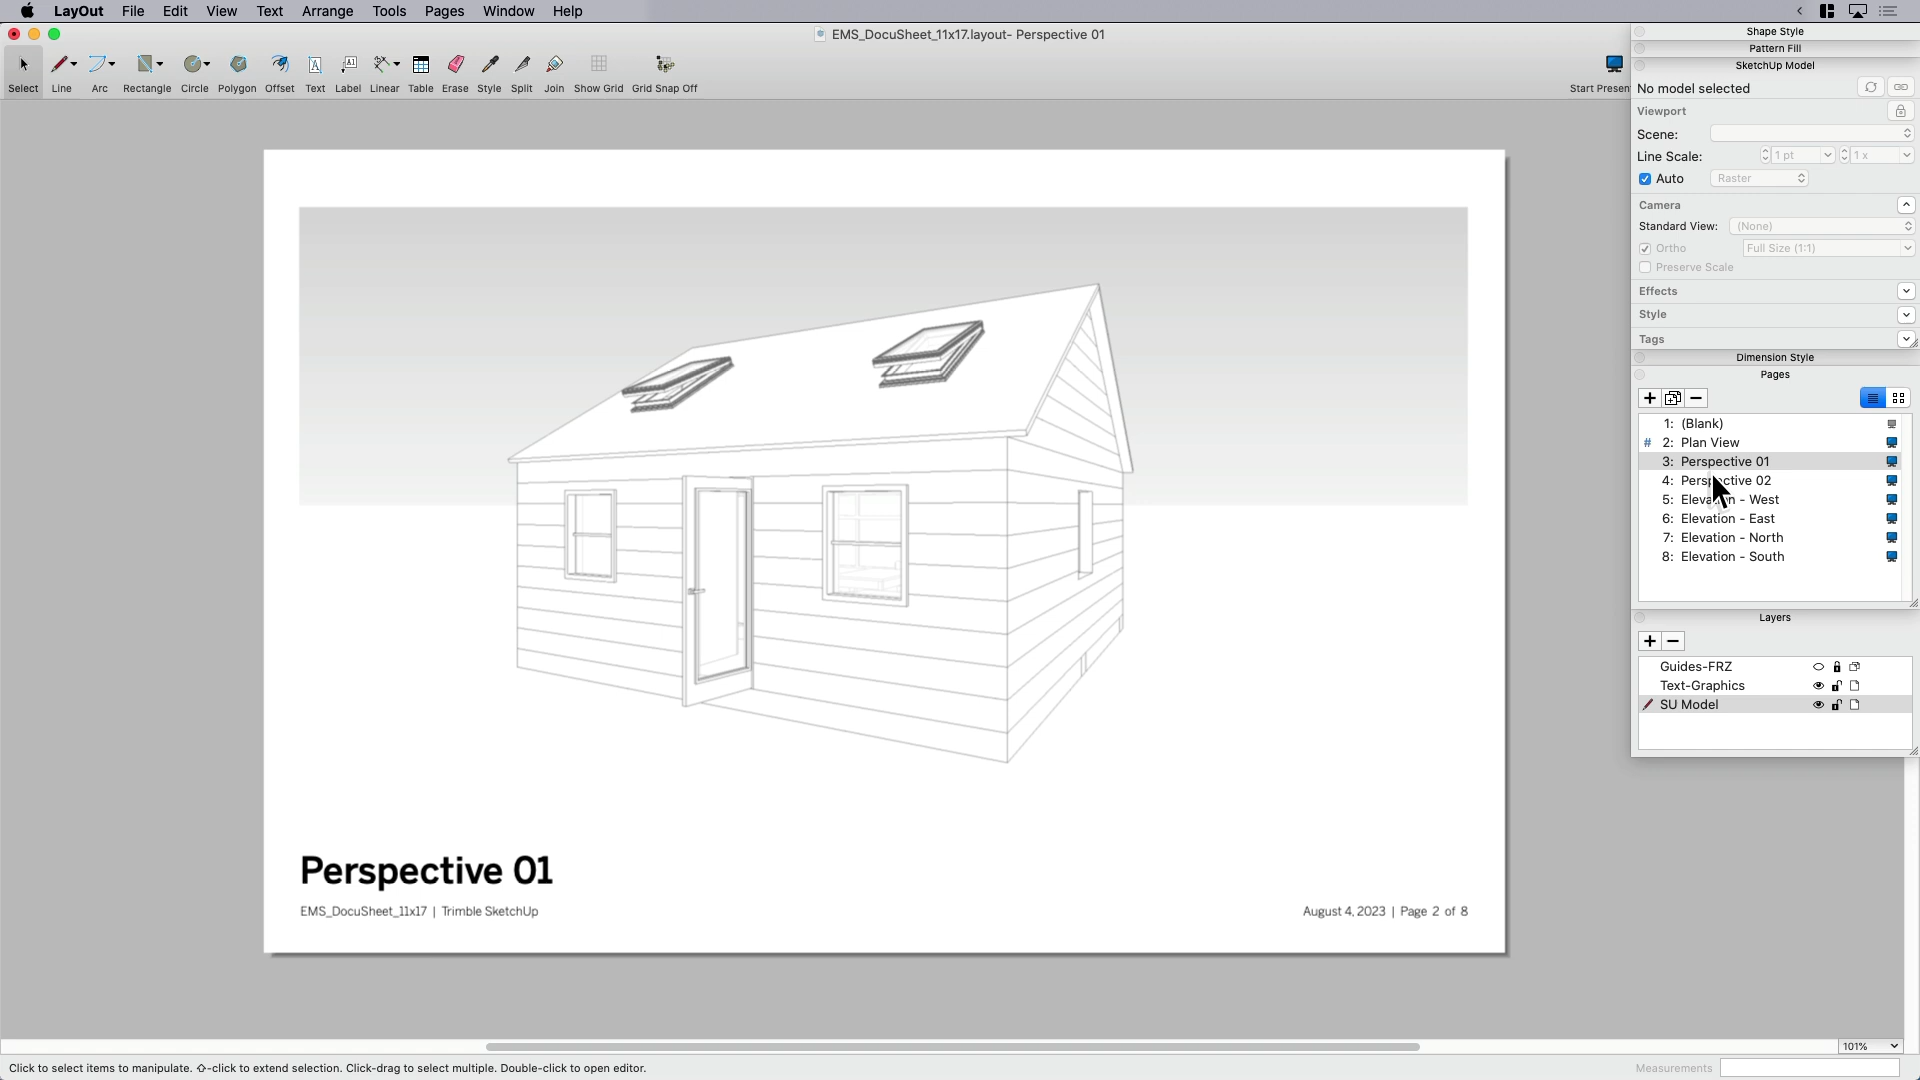 LayOut File Edit View Text Arrange Tools Pages Window Help
EMS_DocuSheet_11x17.layout- Perspective 01
Select Line Arc Rectangle Circle Polygon Offset Text Label Linear Table Erase Style Split Join Show Grid Grid Snap Off
Start Presen
Perspective 01
EMS_DocuSheet_11x17 | Trimble SketchUp
August 4, 2023 | Page 2 of 8
Shape Style
Pattern Fill
SketchUp Model
No model selected
Viewport
Scene:
Line Scale: 1 pt 1 x
Auto Raster
Camera
Standard View: (None)
Ortho Full Size (1:1)
Preserve Scale
Effects
Style
Tags
Dimension Style
Pages
1: (Blank)
# 2: Plan View
3: Perspective 01
4: Perspective 02
5: Elevation - West
6: Elevation - East
7: Elevation - North
8: Elevation - South
Layers
Guides-FRZ
Text-Graphics
SU Model
101%
Click to select items to manipulate. ⇧-click to extend selection. Click-drag to select multiple. Double-click to open editor.
Measurements